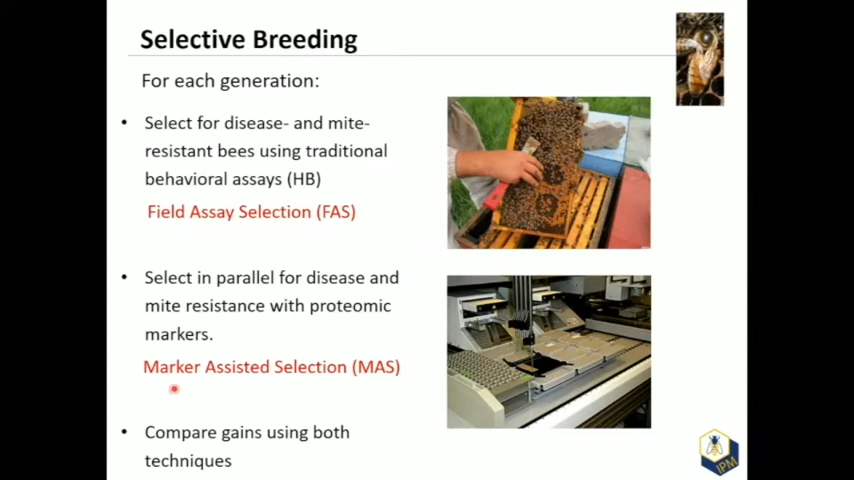 Selective Breeding
For each generation:
• Select for disease- and mite-
resistant bees using traditional
behavioral assays (HB)
Field Assay Selection (FAS)
• Select in parallel for disease and
mite resistance with proteomic
markers.
Marker Assisted Selection (MAS)
• Compare gains using both
techniques
IPM